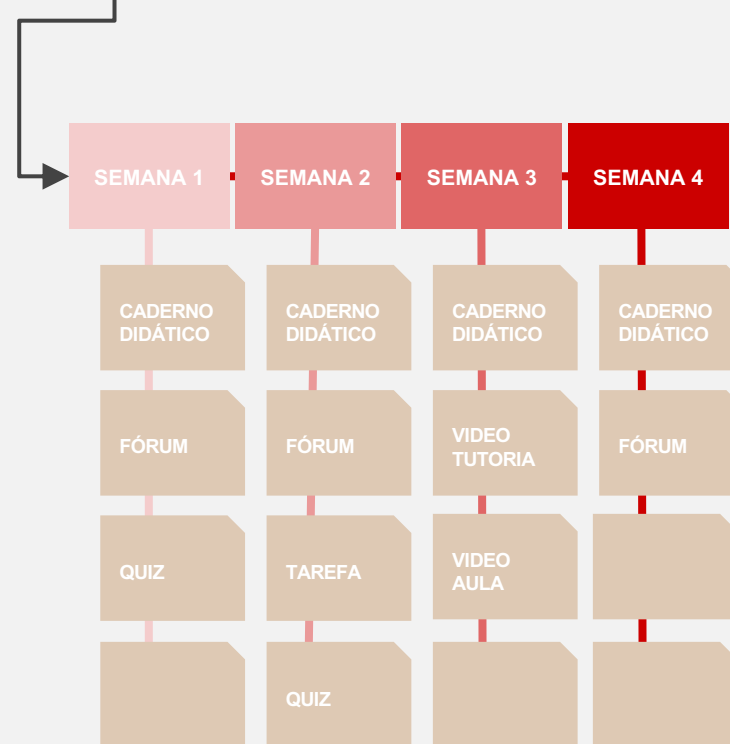 SEMANA 1
SEMANA 2
SEMANA 3
SEMANA 4
CADERNO
DIDÁTICO
CADERNO
DIDÁTICO
CADERNO
DIDÁTICO
CADERNO
DIDÁTICO
FÓRUM
FÓRUM
VIDEO
TUTORIA
FÓRUM
QUIZ
TAREFA
VIDEO
AULA
QUIZ